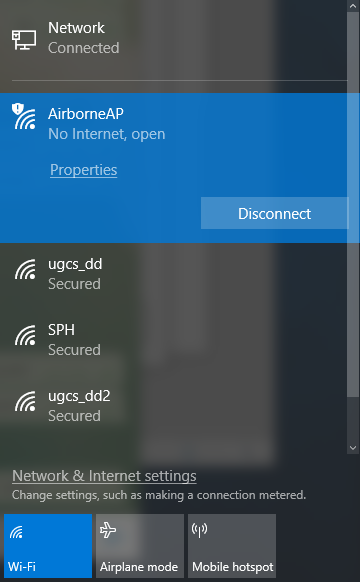 Network
Connected
AirborneAP
No Internet, open
Properties
Disconnect
ugcs_dd
Secured
SPH
Secured
ugcs_dd2
Secured
Network & Internet settings
Change settings, such as making a connection metered.
Wi-Fi
Airplane mode
Mobile hotspot